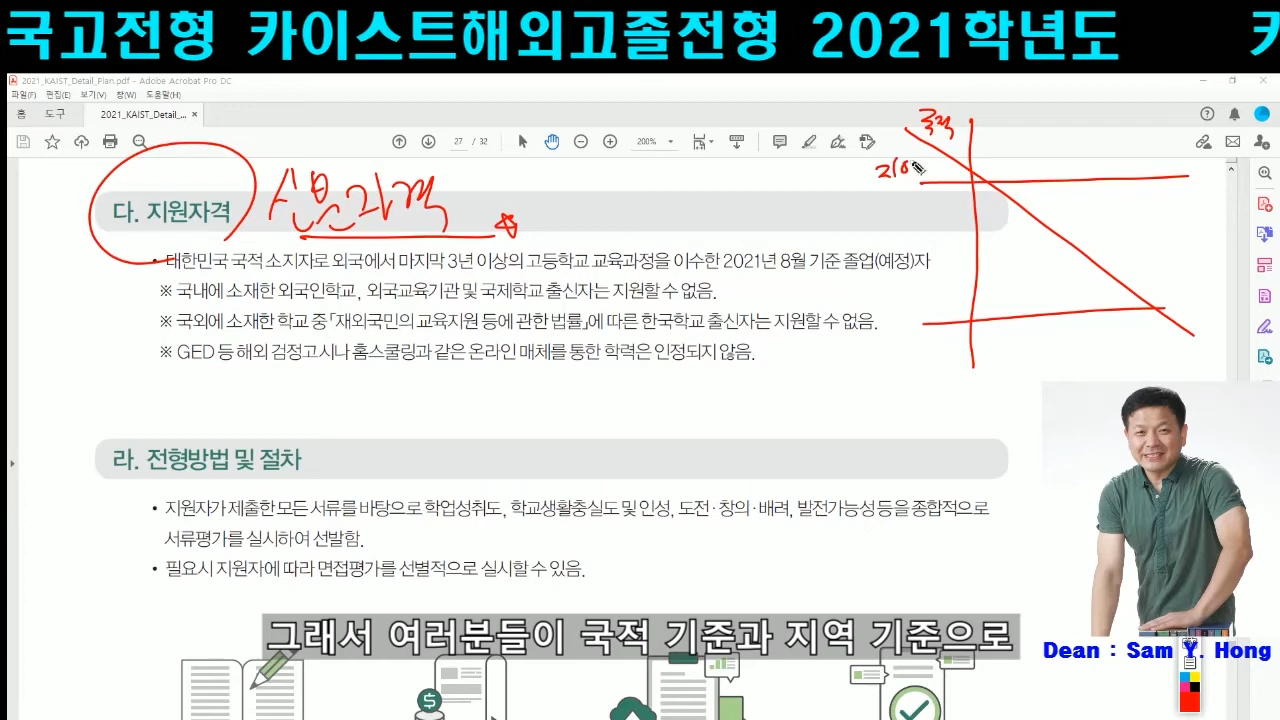 국고전형 카이스트해외고졸전형 2021학년도 카
2021_KAIST_Detail_Plan.pdf - Adobe Acrobat Pro DC
파일(F) 편집(E) 보기(V) 창(W) 도움말(H)
홈 도구 2021_KAIST_Detail_... ×
27 / 32 200%
국적
지여
다. 지원자격 신분자격
• 대한민국 국적 소지자로 외국에서 마지막 3년 이상의 고등학교 교육과정을 이수한 2021년 8월 기준 졸업(예정)자
※ 국내에 소재한 외국인학교, 외국교육기관 및 국제학교 출신자는 지원할 수 없음.
※ 국외에 소재한 학교 중 「재외국민의 교육지원 등에 관한 법률」에 따른 한국학교 출신자는 지원할 수 없음.
※ GED 등 해외 검정고시나 홈스쿨링과 같은 온라인 매체를 통한 학력은 인정되지 않음.
라. 전형방법 및 절차
• 지원자가 제출한 모든 서류를 바탕으로 학업성취도, 학교생활충실도 및 인성, 도전·창의·배려, 발전가능성 등을 종합적으로
서류평가를 실시하여 선발함.
• 필요시 지원자에 따라 면접평가를 선별적으로 실시할 수 있음.
그래서 여러분들이 국적 기준과 지역 기준으로
Dean : Sam Y. Hong